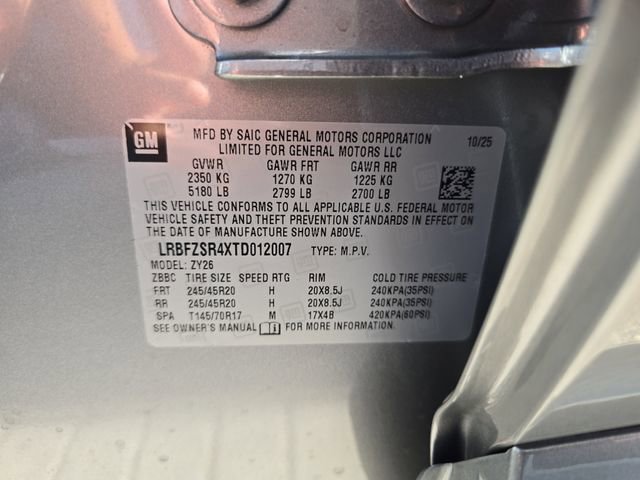 GM
MFD BY SAIC GENERAL MOTORS CORPORATION 10/25
LIMITED FOR GENERAL MOTORS LLC
GVWR GAWR FRT GAWR RR
2350 KG 1270 KG 1225 KG
5180 LB 2799 LB 2700 LB
THIS VEHICLE CONFORMS TO ALL APPLICABLE U.S. FEDERAL MOTOR
VEHICLE SAFETY AND THEFT PREVENTION STANDARDS IN EFFECT ON
THE DATE OF MANUFACTURE SHOWN ABOVE.
LRBFZSR4XTD012007 TYPE: M.P.V.
MODEL: ZY26
ZBBC TIRE SIZE SPEED RTG RIM COLD TIRE PRESSURE
FRT 245/45R20 H 20X8.5J 240KPA(35PSI)
RR 245/45R20 H 20X8.5J 240KPA(35PSI)
SPA T145/70R17 M 17X4B 420KPA(60PSI)
SEE OWNER'S MANUAL FOR MORE INFORMATION.